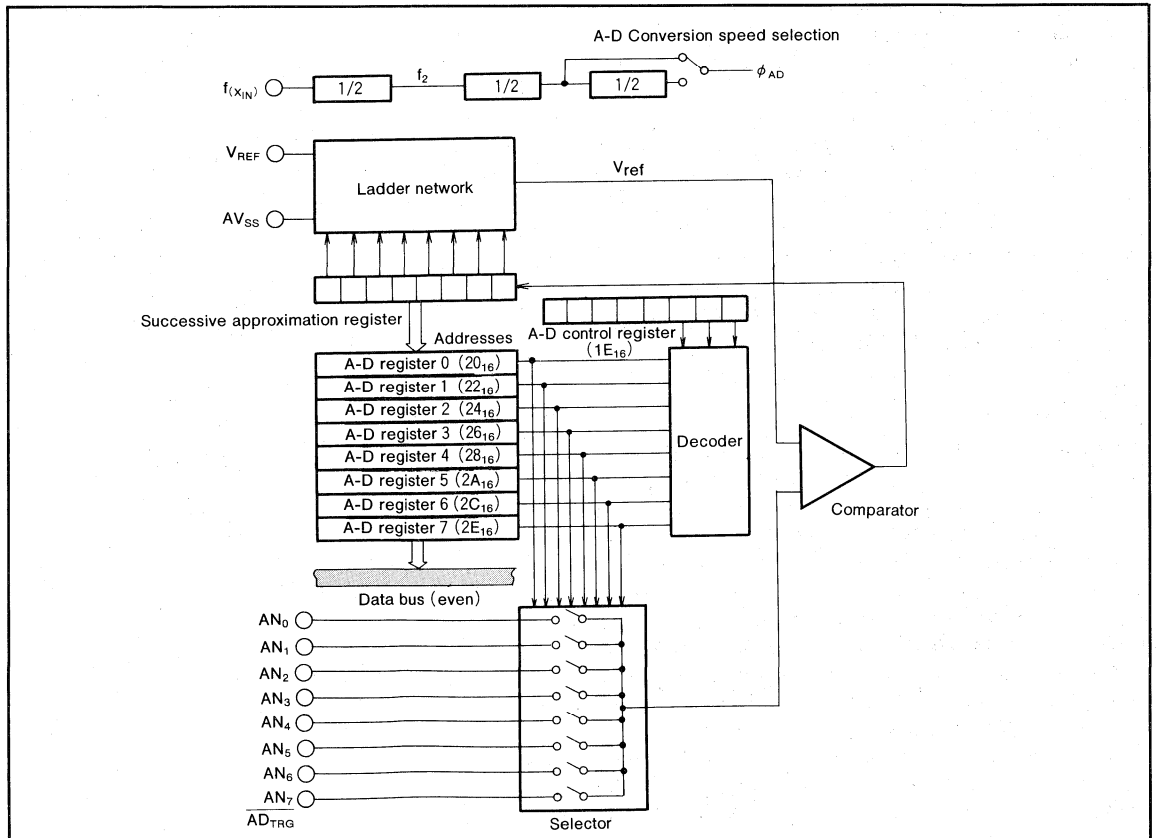 A-D Conversion speed selection
f(XIN) 1/2 f2 1/2 1/2 ϕAD
VREF
Ladder network
Vref
AVSS
Successive approximation register
A-D control register
(1E16)
Addresses
A-D register 0 (2016)
A-D register 1 (2216)
A-D register 2 (2416)
A-D register 3 (2616)
A-D register 4 (2816)
A-D register 5 (2A16)
A-D register 6 (2C16)
A-D register 7 (2E16)
Decoder
Comparator
Data bus (even)
AN0
AN1
AN2
AN3
AN4
AN5
AN6
AN7
ADTRG
Selector